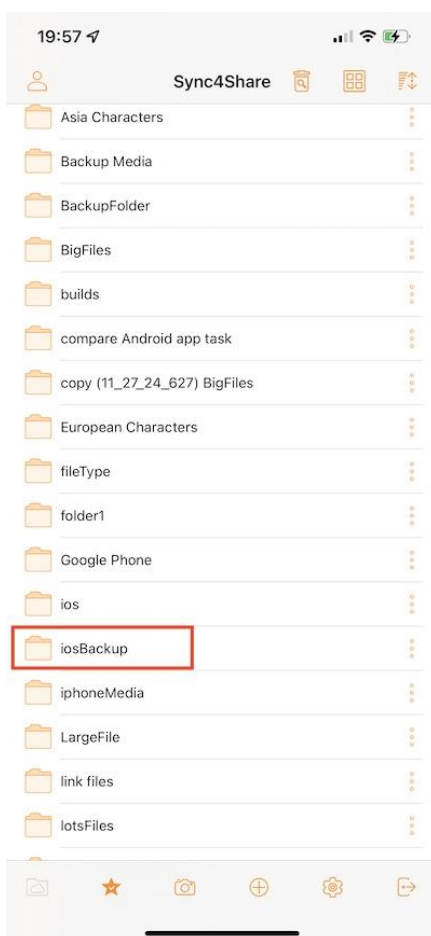 19:57
Sync4Share
Asia Characters
Backup Media
BackupFolder
BigFiles
builds
compare Android app task
copy (11_27_24_627) BigFiles
European Characters
fileType
folder1
Google Phone
ios
iosBackup
iphoneMedia
LargeFile
link files
lotsFiles